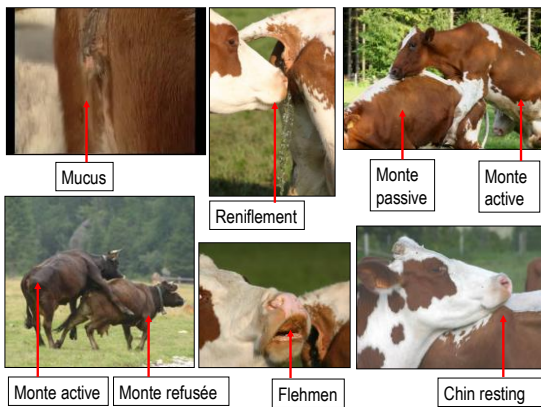 Mucus
Reniflement
Monte
passive
Monte
active
Monte active
Monte refusée
Flehmen
Chin resting